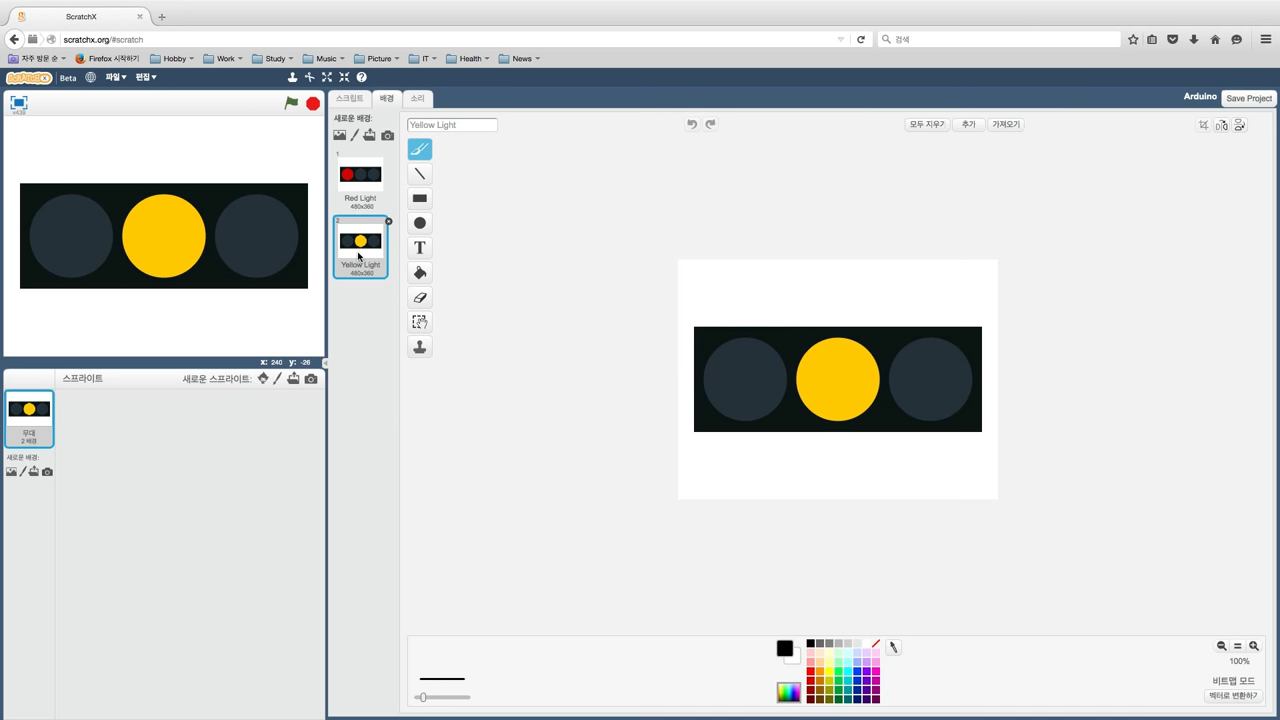 ScratchX
scratchx.org/#scratch
검색
자주 방문 순
Firefox 시작하기
Hobby
Work
Study
Music
Picture
IT
Health
News
SCRATCHX
Beta
파일
편집
v439
스크립트
배경
소리
Arduino
Save Project
새로운 배경:
Yellow Light
모두 지우기
추가
가져오기
1
Red Light
480x360
2
Yellow Light
480x360
T
x: 240 y: -26
스프라이트
새로운 스프라이트:
무대
2 배경
새로운 배경:
100%
비트맵 모드
벡터로 변환하기